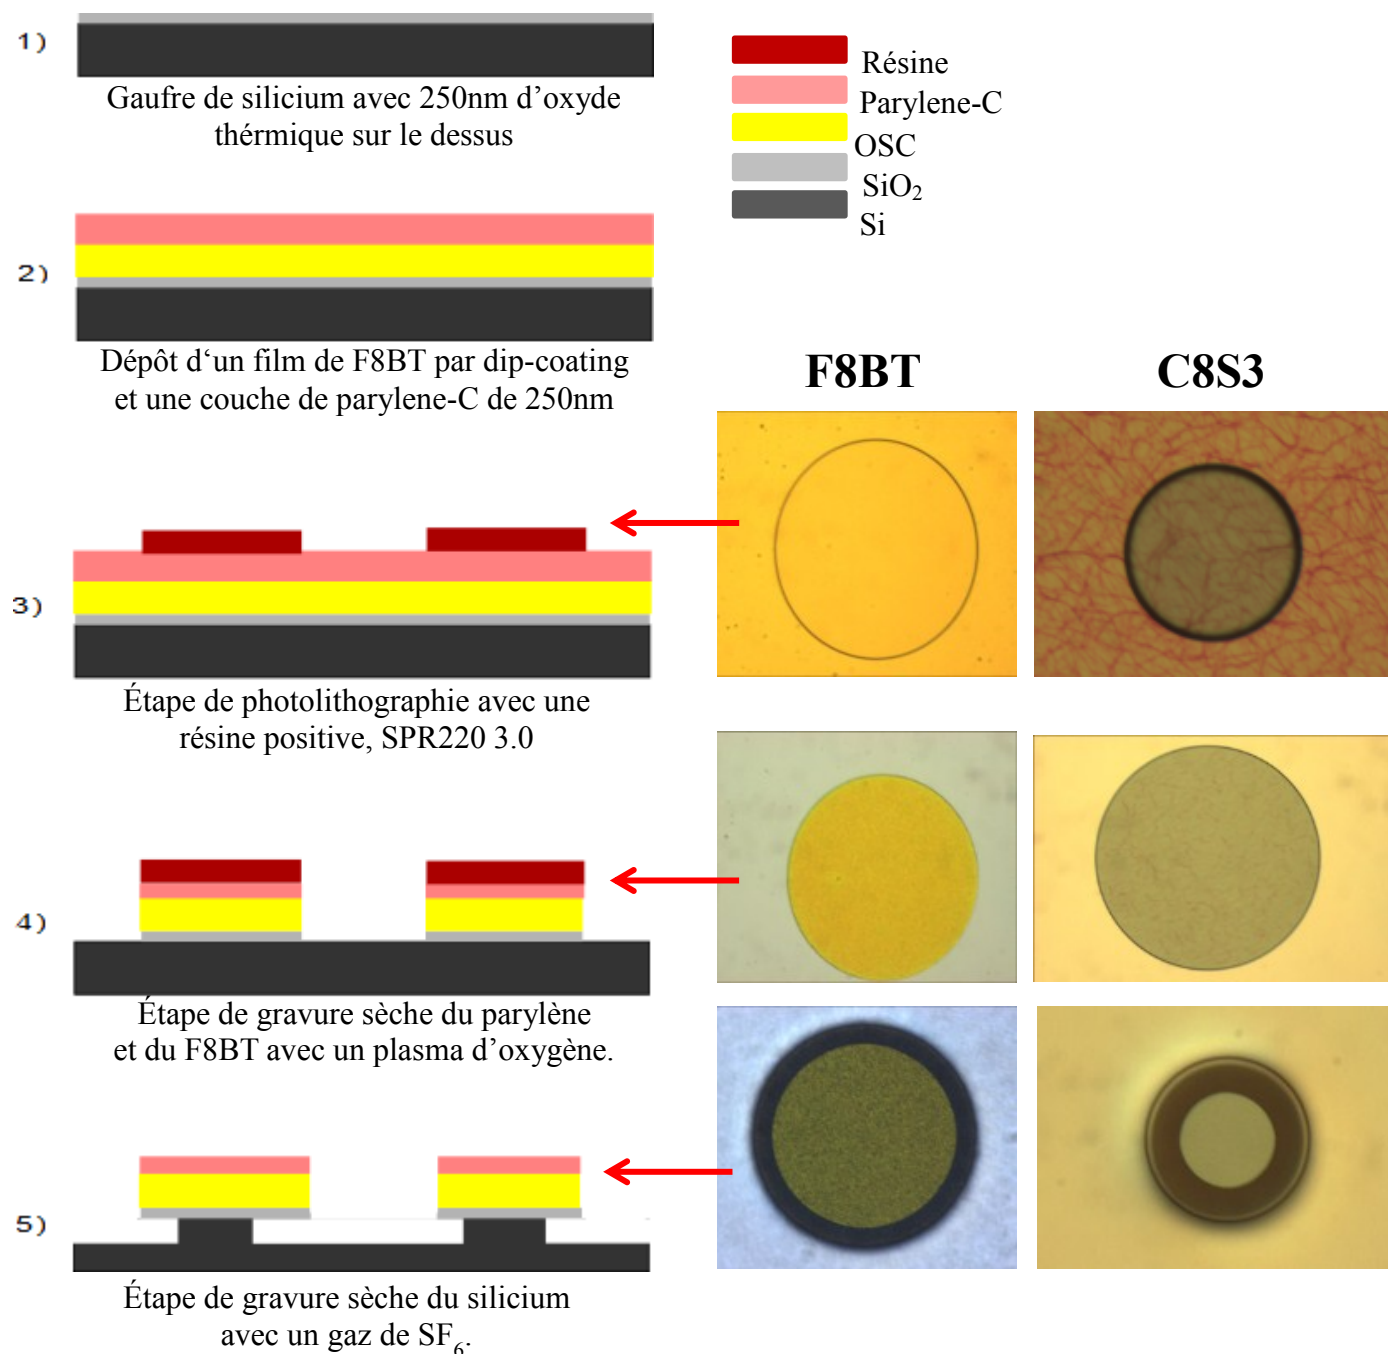 1)
Gaufre de silicium avec 250nm d’oxyde
thérmique sur le dessus
Résine
Parylene-C
OSC
SiO₂
Si
2)
Dépôt d‘un film de F8BT par dip-coating
et une couche de parylene-C de 250nm
F8BT
C8S3
3)
Étape de photolithographie avec une
résine positive, SPR220 3.0
4)
Étape de gravure sèche du parylène
et du F8BT avec un plasma d’oxygène.
5)
Étape de gravure sèche du silicium
avec un gaz de SF₆.